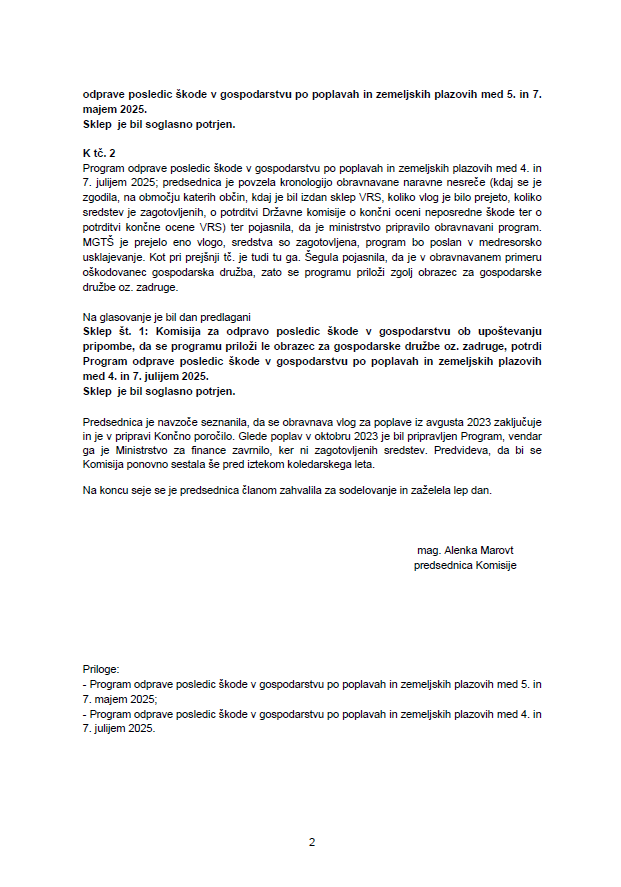 odprave posledic škode v gospodarstvu po poplavah in zemeljskih plazovih med 5. in 7.
majem 2025.
Sklep  je bil soglasno potrjen.
K tč. 2
Program odprave posledic škode v gospodarstvu po poplavah in zemeljskih plazovih med 4. in
7. julijem 2025; predsednica je povzela kronologijo obravnavane naravne nesreče (kdaj se je
zgodila, na območju katerih občin, kdaj je bil izdan sklep VRS, koliko vlog je bilo prejeto, koliko
sredstev je zagotovljenih, o potrditvi Državne komisije o končni oceni neposredne škode ter o
potrditvi končne ocene VRS) ter pojasnila, da je ministrstvo pripravilo obravnavani program.
MGTŠ je prejelo eno vlogo, sredstva so zagotovljena, program bo poslan v medresorsko
usklajevanje. Kot pri prejšnji tč. je tudi tu ga. Šegula pojasnila, da je v obravnavanem primeru
oškodovanec gospodarska družba, zato se programu priloži zgolj obrazec za gospodarske
družbe oz. zadruge.
Na glasovanje je bil dan predlagani
Sklep št. 1: Komisija za odpravo posledic škode v gospodarstvu ob upoštevanju
pripombe, da se programu priloži le obrazec za gospodarske družbe oz. zadruge, potrdi
Program odprave posledic škode v gospodarstvu po poplavah in zemeljskih plazovih
med 4. in 7. julijem 2025.
Sklep  je bil soglasno potrjen.
Predsednica je navzoče seznanila, da se obravnava vlog za poplave iz avgusta 2023 zaključuje
in je v pripravi Končno poročilo. Glede poplav v oktobru 2023 je bil pripravljen Program, vendar
ga je Ministrstvo za finance zavrnilo, ker ni zagotovljenih sredstev. Predvideva, da bi se
Komisija ponovno sestala še pred iztekom koledarskega leta.
Na koncu seje se je predsednica članom zahvalila za sodelovanje in zaželela lep dan.
mag. Alenka Marovt
predsednica Komisije
Priloge:
- Program odprave posledic škode v gospodarstvu po poplavah in zemeljskih plazovih med 5. in
7. majem 2025;
- Program odprave posledic škode v gospodarstvu po poplavah in zemeljskih plazovih med 4. in
7. julijem 2025.
2